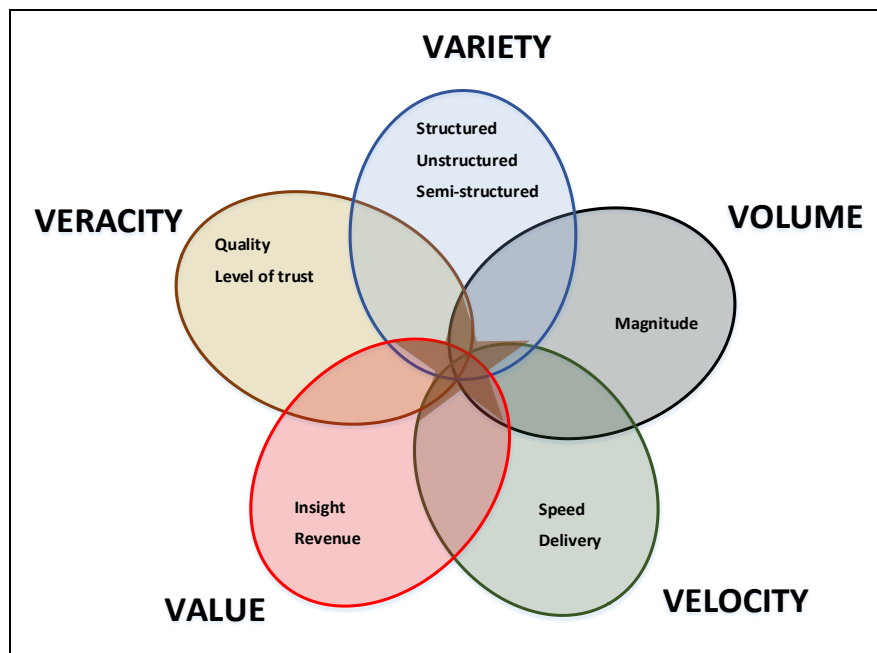 VARIETY
Structured
Unstructured
Semi-structured
VERACITY
Quality
Level of trust
VOLUME
Magnitude
Insight
Revenue
VALUE
Speed
Delivery
VELOCITY